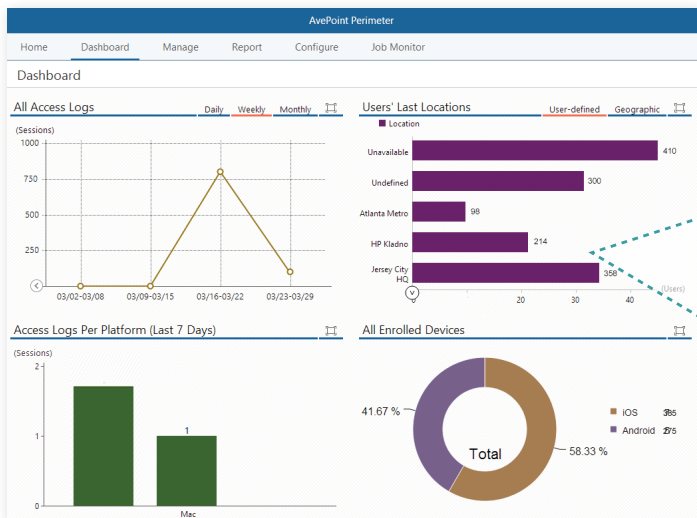 AvePoint Perimeter
Home Dashboard Manage Report Configure Job Monitor
Dashboard
All Access Logs Daily Weekly Monthly
(Sessions)
1000
750
500
250
03/02-03/08 03/09-03/15 03/16-03/22 03/23-03/29
Users' Last Locations User-defined Geographic
Location
Unavailable 410
Undefined 300
Atlanta Metro 98
HP Kladno 214
Jersey City
HQ 358
(Users)
0 20 30 40
Access Logs Per Platform (Last 7 Days)
(Sessions)
2
1
0
1
Mac
All Enrolled Devices
41.67 %
58.33 %
Total
iOS
Android